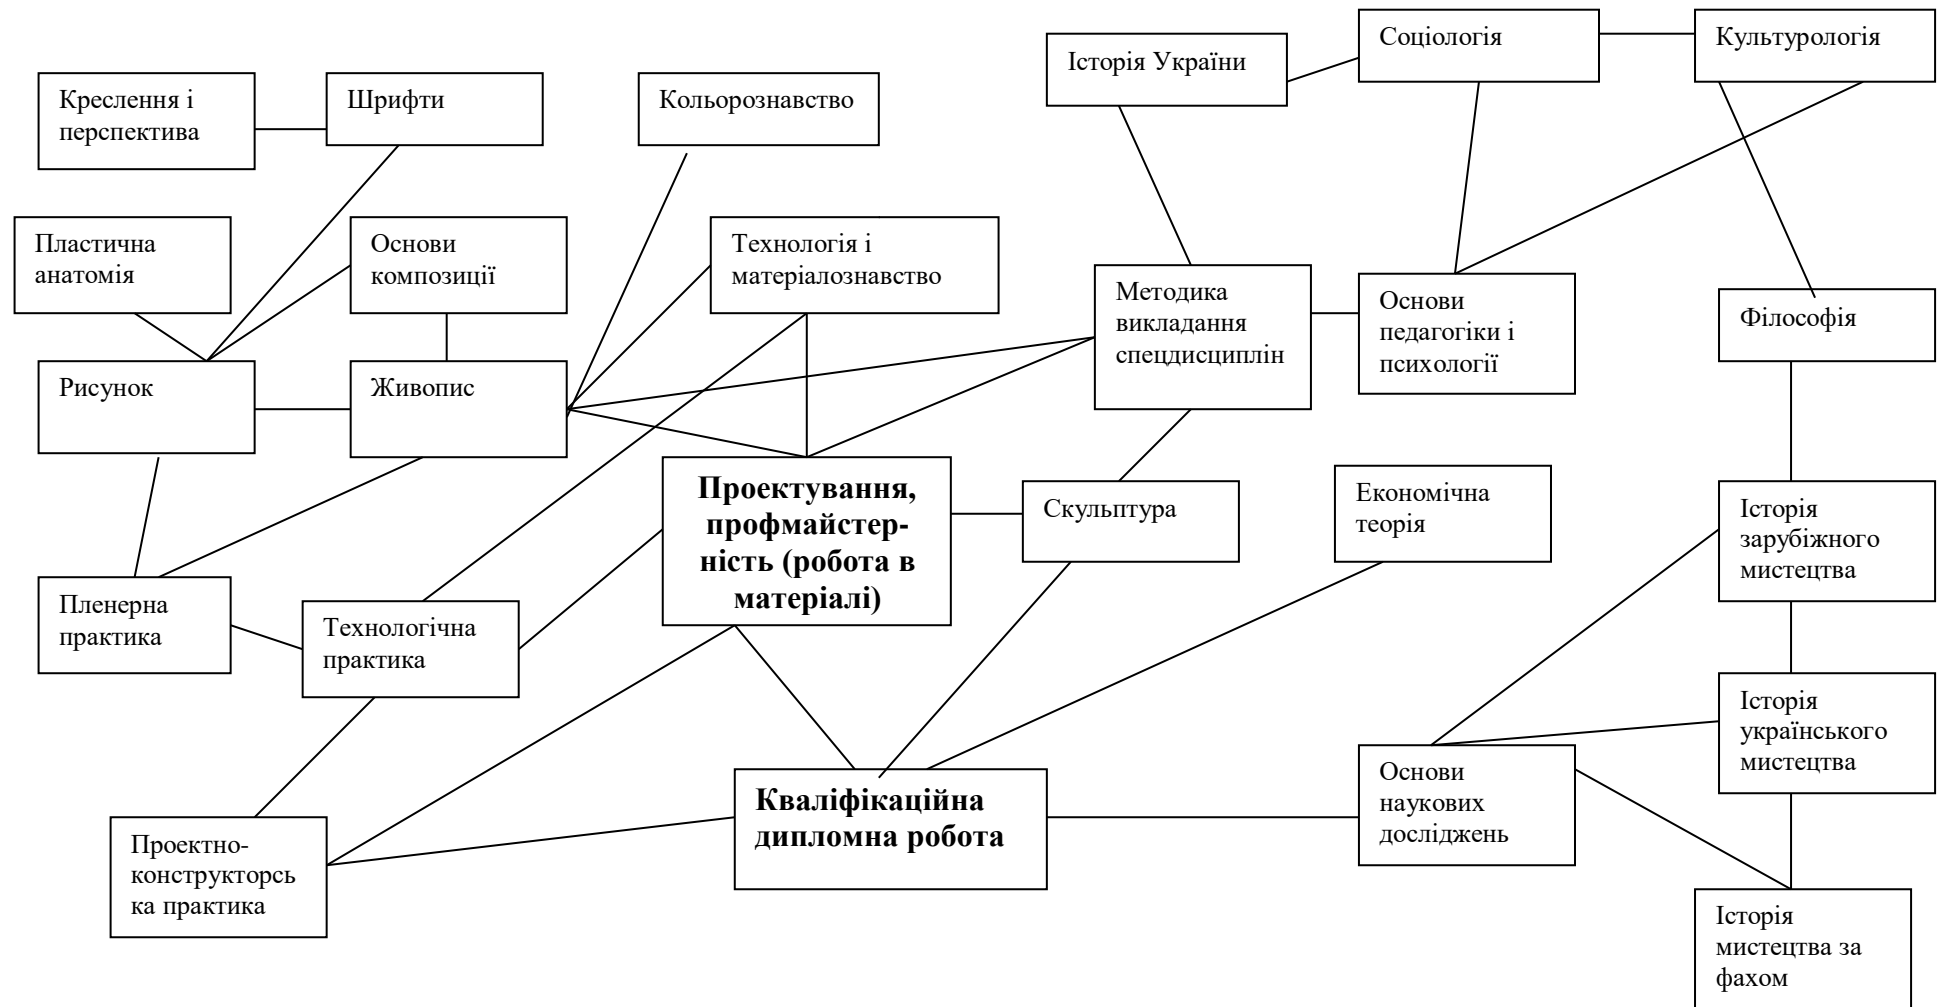 Соціологія
Культурологія
Історія України
Креслення і
перспектива
Шрифти
Кольорознавство
Пластична
анатомія
Основи
композиції
Технологія і
матеріалознавство
Методика
викладання
спецдисциплін
Основи
педагогіки і
психології
Філософія
Рисунок
Живопис
Проектування,
профмайстер-
ність (робота в
матеріалі)
Скульптура
Економічна
теорія
Історія
зарубіжного
мистецтва
Пленерна
практика
Технологічна
практика
Історія
українського
мистецтва
Основи
наукових
досліджень
Кваліфікаційна
дипломна робота
Проектно-
конструкторсь
ка практика
Історія
мистецтва за
фахом